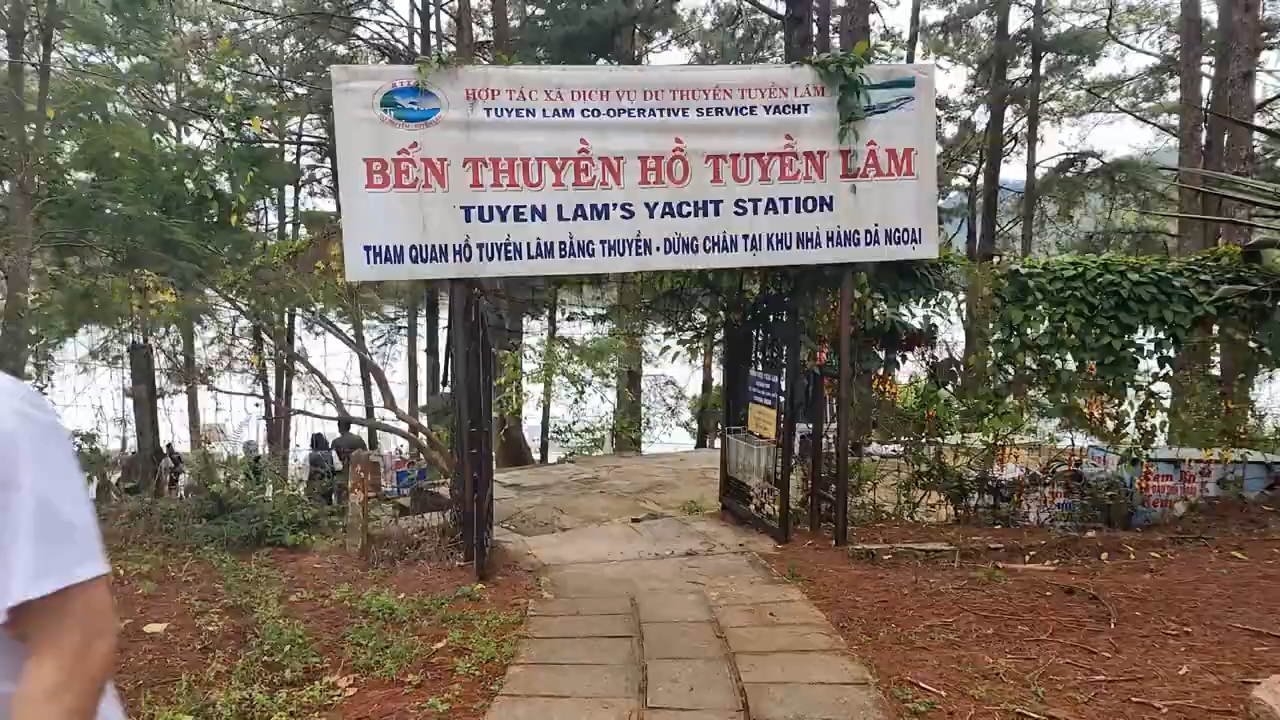 HỢP TÁC XÃ DỊCH VỤ DU THUYỀN TUYỀN LÂM
TUYEN LAM CO-OPERATIVE SERVICE YACHT
BẾN THUYỀN HỒ TUYỀN LÂM
TUYEN LAM'S YACHT STATION
THAM QUAN HỒ TUYỀN LÂM BẰNG THUYỀN - DỪNG CHÂN TẠI KHU NHÀ HÀNG DÃ NGOẠI